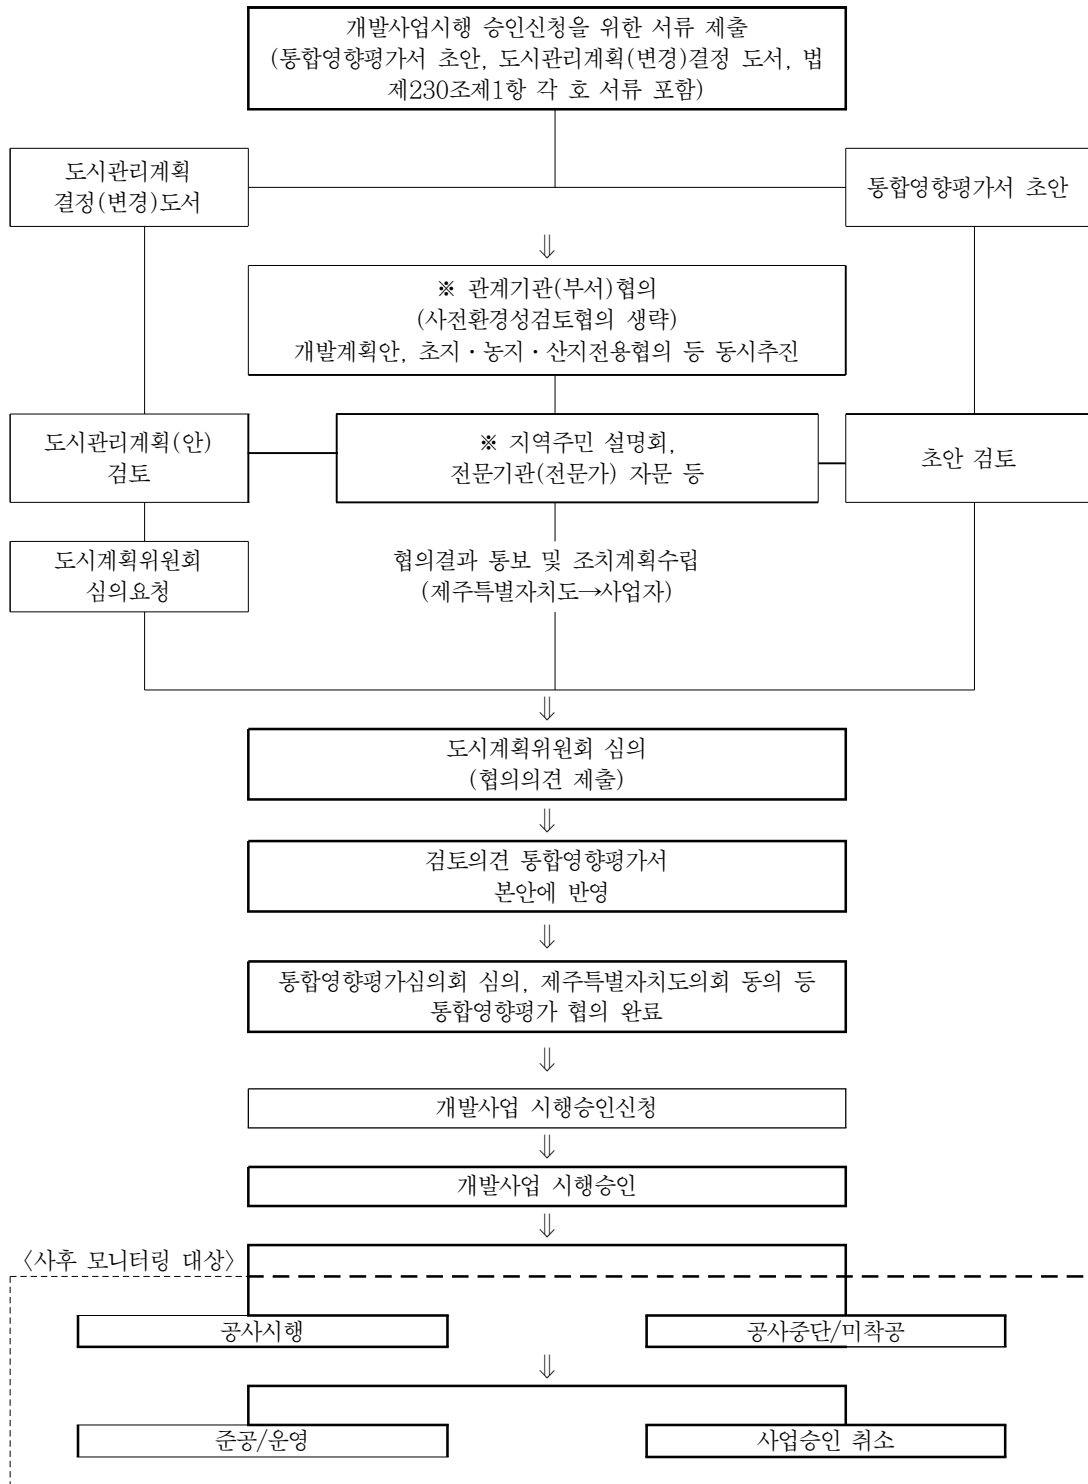 개발사업시행 승인신청을 위한 서류 제출
(통합영향평가서 초안, 도시관리계획(변경)결정 도서, 법
제230조제1항 각 호 서류 포함)
도시관리계획
결정(변경)도서
통합영향평가서 초안
⇓
※ 관계기관(부서)협의
(사전환경성검토협의 생략)
개발계획안, 초지・농지・산지전용협의 등 동시추진
도시관리계획(안)
검토
※ 지역주민 설명회,
전문기관(전문가) 자문 등
초안 검토
도시계획위원회
심의요청
협의결과 통보 및 조치계획수립
(제주특별자치도→사업자)
⇓
도시계획위원회 심의
(협의의견 제출)
⇓
검토의견 통합영향평가서
본안에 반영
⇓
통합영향평가심의회 심의, 제주특별자치도의회 동의 등
통합영향평가 협의 완료
⇓
개발사업 시행승인신청
⇓
개발사업 시행승인
⇓
〈사후 모니터링 대상〉
공사시행
공사중단/미착공
⇓
준공/운영
사업승인 취소